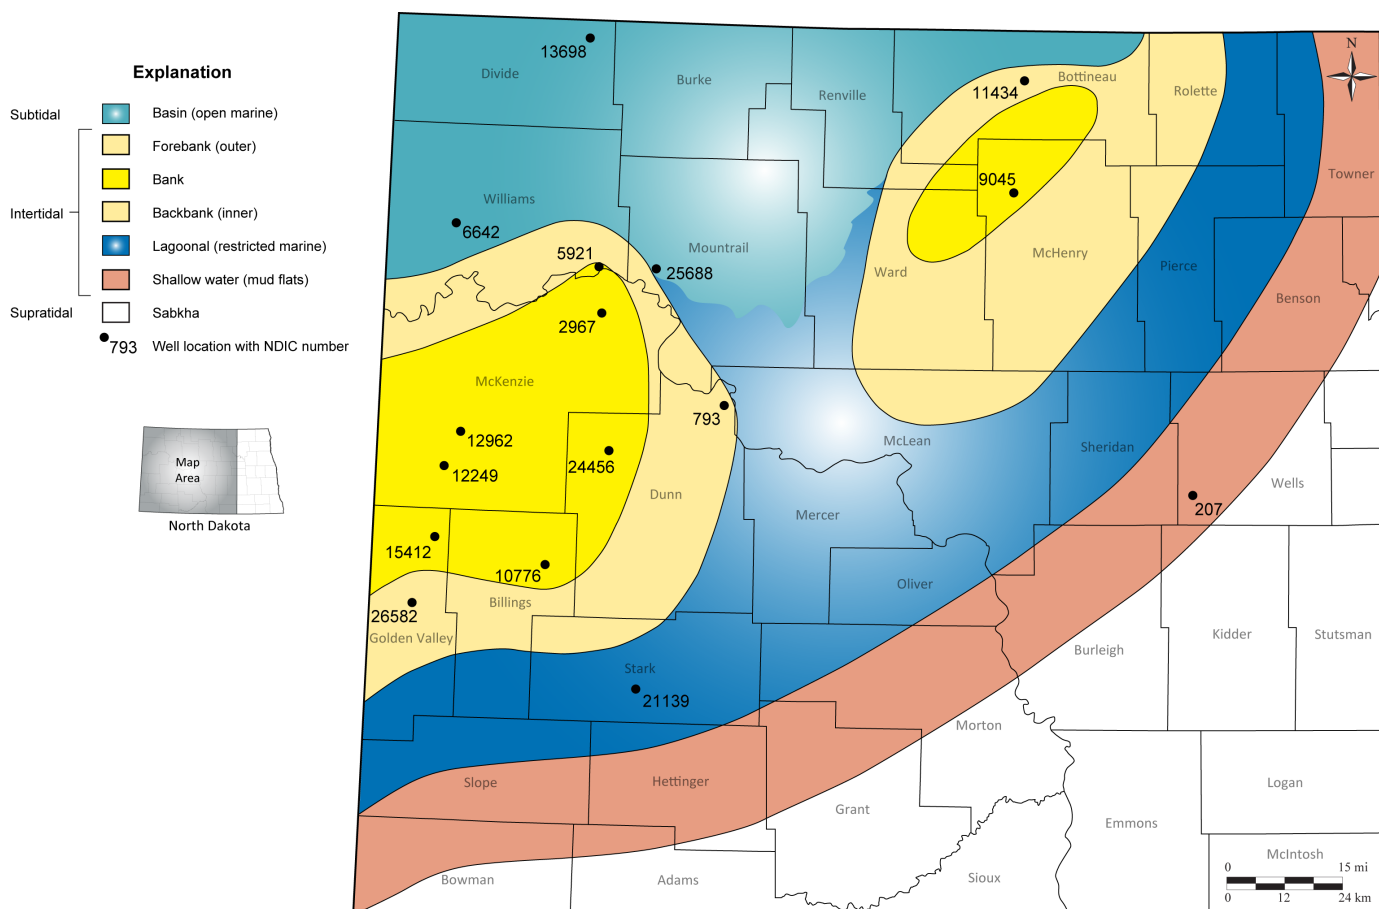 Explanation
Subtidal
Basin (open marine)
Forebank (outer)
Bank
Intertidal
Backbank (inner)
Lagoonal (restricted marine)
Shallow water (mud flats)
Supratidal
Sabkha
793
Well location with NDIC number
Map
Area
North Dakota
13698
Divide
Burke
Renville
11434
Bottineau
Rolette
N
Towner
Williams
6642
9045
5921
25688
Mountrail
Ward
McHenry
Pierce
Benson
2967
McKenzie
793
12962
12249
24456
Dunn
McLean
Sheridan
Wells
207
Mercer
15412
10776
Billings
26582
Golden Valley
Oliver
Burleigh
Kidder
Stutsman
Stark
21139
Morton
Slope
Hettinger
Grant
Logan
Emmons
McIntosh
Bowman
Adams
Sioux
0 15 mi
0 12 24 km